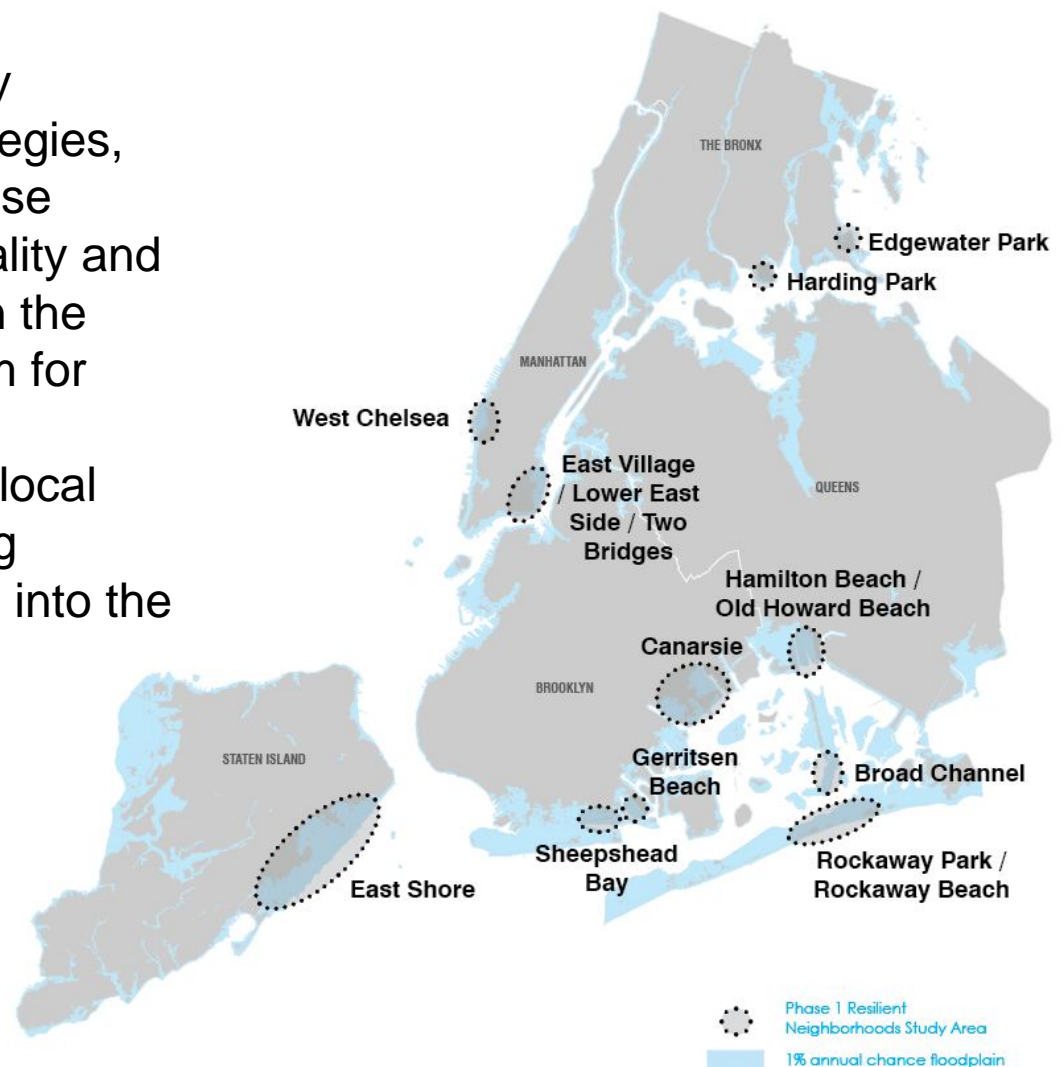 y
egies,
se
ality and
n the
n for
local
g
into the
THE BRONX
Edgewater Park
Harding Park
MANHATTAN
West Chelsea
East Village
/ Lower East
Side / Two
Bridges
QUEENS
Hamilton Beach /
Old Howard Beach
Canarsie
BROOKLYN
STATEN ISLAND
Gerritsen
Beach
Broad Channel
Sheepshead
Bay
Rockaway Park /
Rockaway Beach
East Shore
Phase 1 Resilient
Neighborhoods Study Area
1% annual chance floodplain